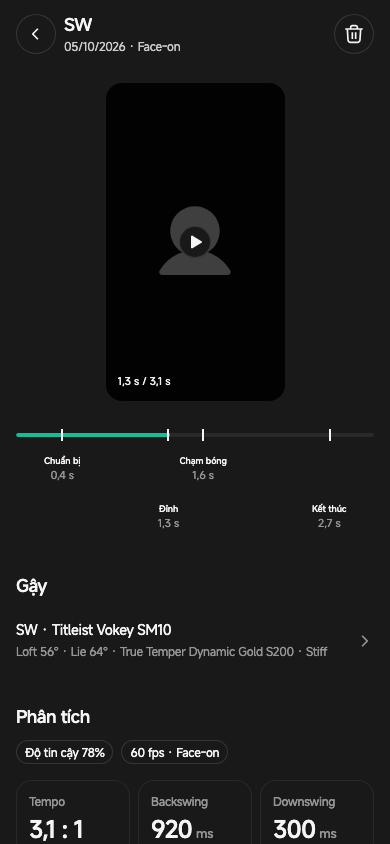 SW
05/10/2026 · Face-on
1,3 s / 3,1 s
Chuẩn bị
0,4 s
Chạm bóng
1,6 s
Đỉnh
1,3 s
Kết thúc
2,7 s
Gậy
SW · Titleist Vokey SM10
Loft 56° · Lie 64° · True Temper Dynamic Gold S200 · Stiff
Phân tích
Độ tin cậy 78%
60 fps · Face-on
Tempo
3,1 : 1
Backswing
920 ms
Downswing
300 ms